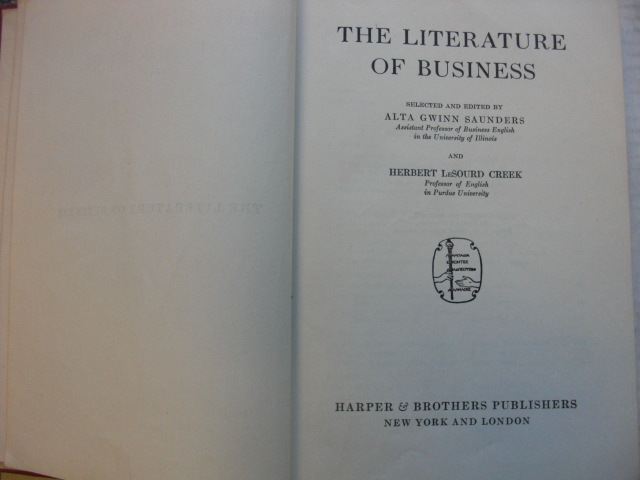 THE LITERATURE
OF BUSINESS
SELECTED AND EDITED BY
ALTA GWINN SAUNDERS
Assistant Professor of Business English
in the University of Illinois
AND
HERBERT LESOURD CREEK
Professor of English
in Purdue University
HARPER & BROTHERS PUBLISHERS
NEW YORK AND LONDON